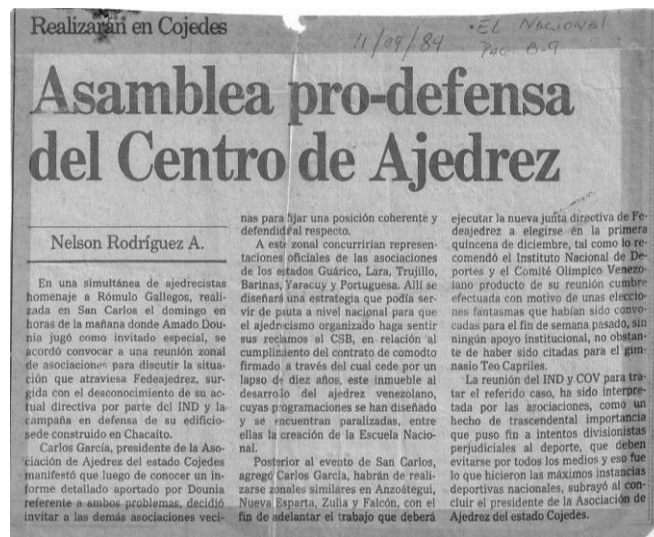 Realizarán en Cojedes
11/09/84
• EL NACIONAL
PAG. B-9
Asamblea pro-defensa
del Centro de Ajedrez
Nelson Rodríguez A.
En una simultánea de ajedrecistas
homenaje a Rómulo Gallegos, reali-
zada en San Carlos el domingo en
horas de la mañana donde Amado Dou-
nia jugó como invitado especial, se
acordó convocar a una reunión zonal
de asociaciones para discutir la situa-
ción que atraviesa Fedeajedrez, sur-
gida con el desconocimiento de su ac-
tual directiva por parte del IND y la
campaña en defensa de su edificio-
sede construido en Chacaíto.
Carlos García, presidente de la Aso-
ciación de Ajedrez del estado Cojedes
manifestó que luego de conocer un in-
forme detallado aportado por Dounia
referente a ambos problemas, decidió
invitar a las demás asociaciones veci-
nas para fijar una posición coherente y
defendida al respecto.
A este zonal concurrirían represen-
taciones oficiales de las asociaciones
de los estados Guárico, Lara, Trujillo,
Barinas, Yaracuy y Portuguesa. Allí se
diseñará una estrategia que podía ser-
vir de pauta a nivel nacional para que
el ajedrecismo organizado haga sentir
sus reclamos al CSB, en relación al
cumplimiento del contrato de comodto
firmado a través del cual cede por un
lapso de diez años, este inmueble al
desarrollo del ajedrez venezolano,
cuyas programaciones se han diseñado
y se encuentran paralizadas, entre
ellas la creación de la Escuela Nacio-
nal.
Posterior al evento de San Carlos,
agregó Carlos García, habrán de reali-
zarse zonales similares en Anzoátegui,
Nueva Esparta, Zulia y Falcón, con el
fin de adelantar el trabajo que deberá
ejecutar la nueva junta directiva de Fe-
deajedrez a elegirse en la primera
quincena de diciembre, tal como lo re-
comendó el Instituto Nacional de De-
portes y el Comité Olímpico Venezo-
lano producto de su reunión cumbre
efectuada con motivo de unas eleccio-
nes fantasmas que habían sido convo-
cadas para el fin de semana pasado, sin
ningún apoyo institucional, no obstan-
te de haber sido citadas para el gim-
nasio Teo Capriles.
La reunión del IND y COV para tra-
tar el referido caso, ha sido interpre-
tada por las asociaciones, como un
hecho de trascendental importancia
que puso fin a intentos divisionistas
perjudiciales al deporte, que deben
evitarse por todos los medios y eso fue
lo que hicieron las máximas instancias
deportivas nacionales, subrayó al con-
cluir el presidente de la Asociación de
Ajedrez del estado Cojedes.